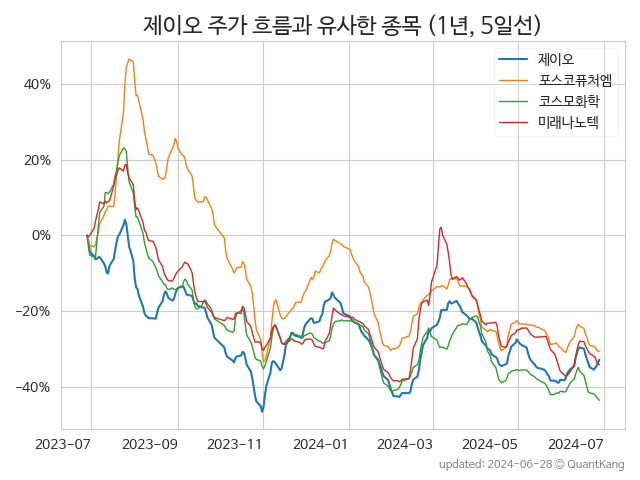 제이오 주가 흐름과 유사한 종목 (1년, 5일선)
제이오
포스코퓨처엠
코스모화학
미래나노텍
40%
20%
0%
−20%
−40%
2023-07 2023-09 2023-11 2024-01 2024-03 2024-05 2024-07
updated: 2024-06-28 © QuantKang